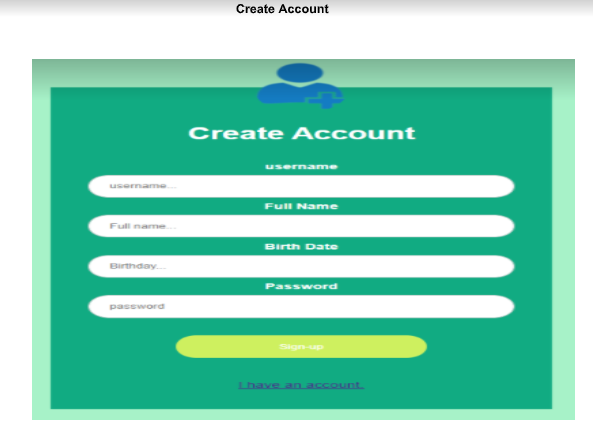 Create Account
Create Account
username
username...
Full Name
Full name...
Birth Date
Birthday...
Password
password
Sign-up
I have an account.